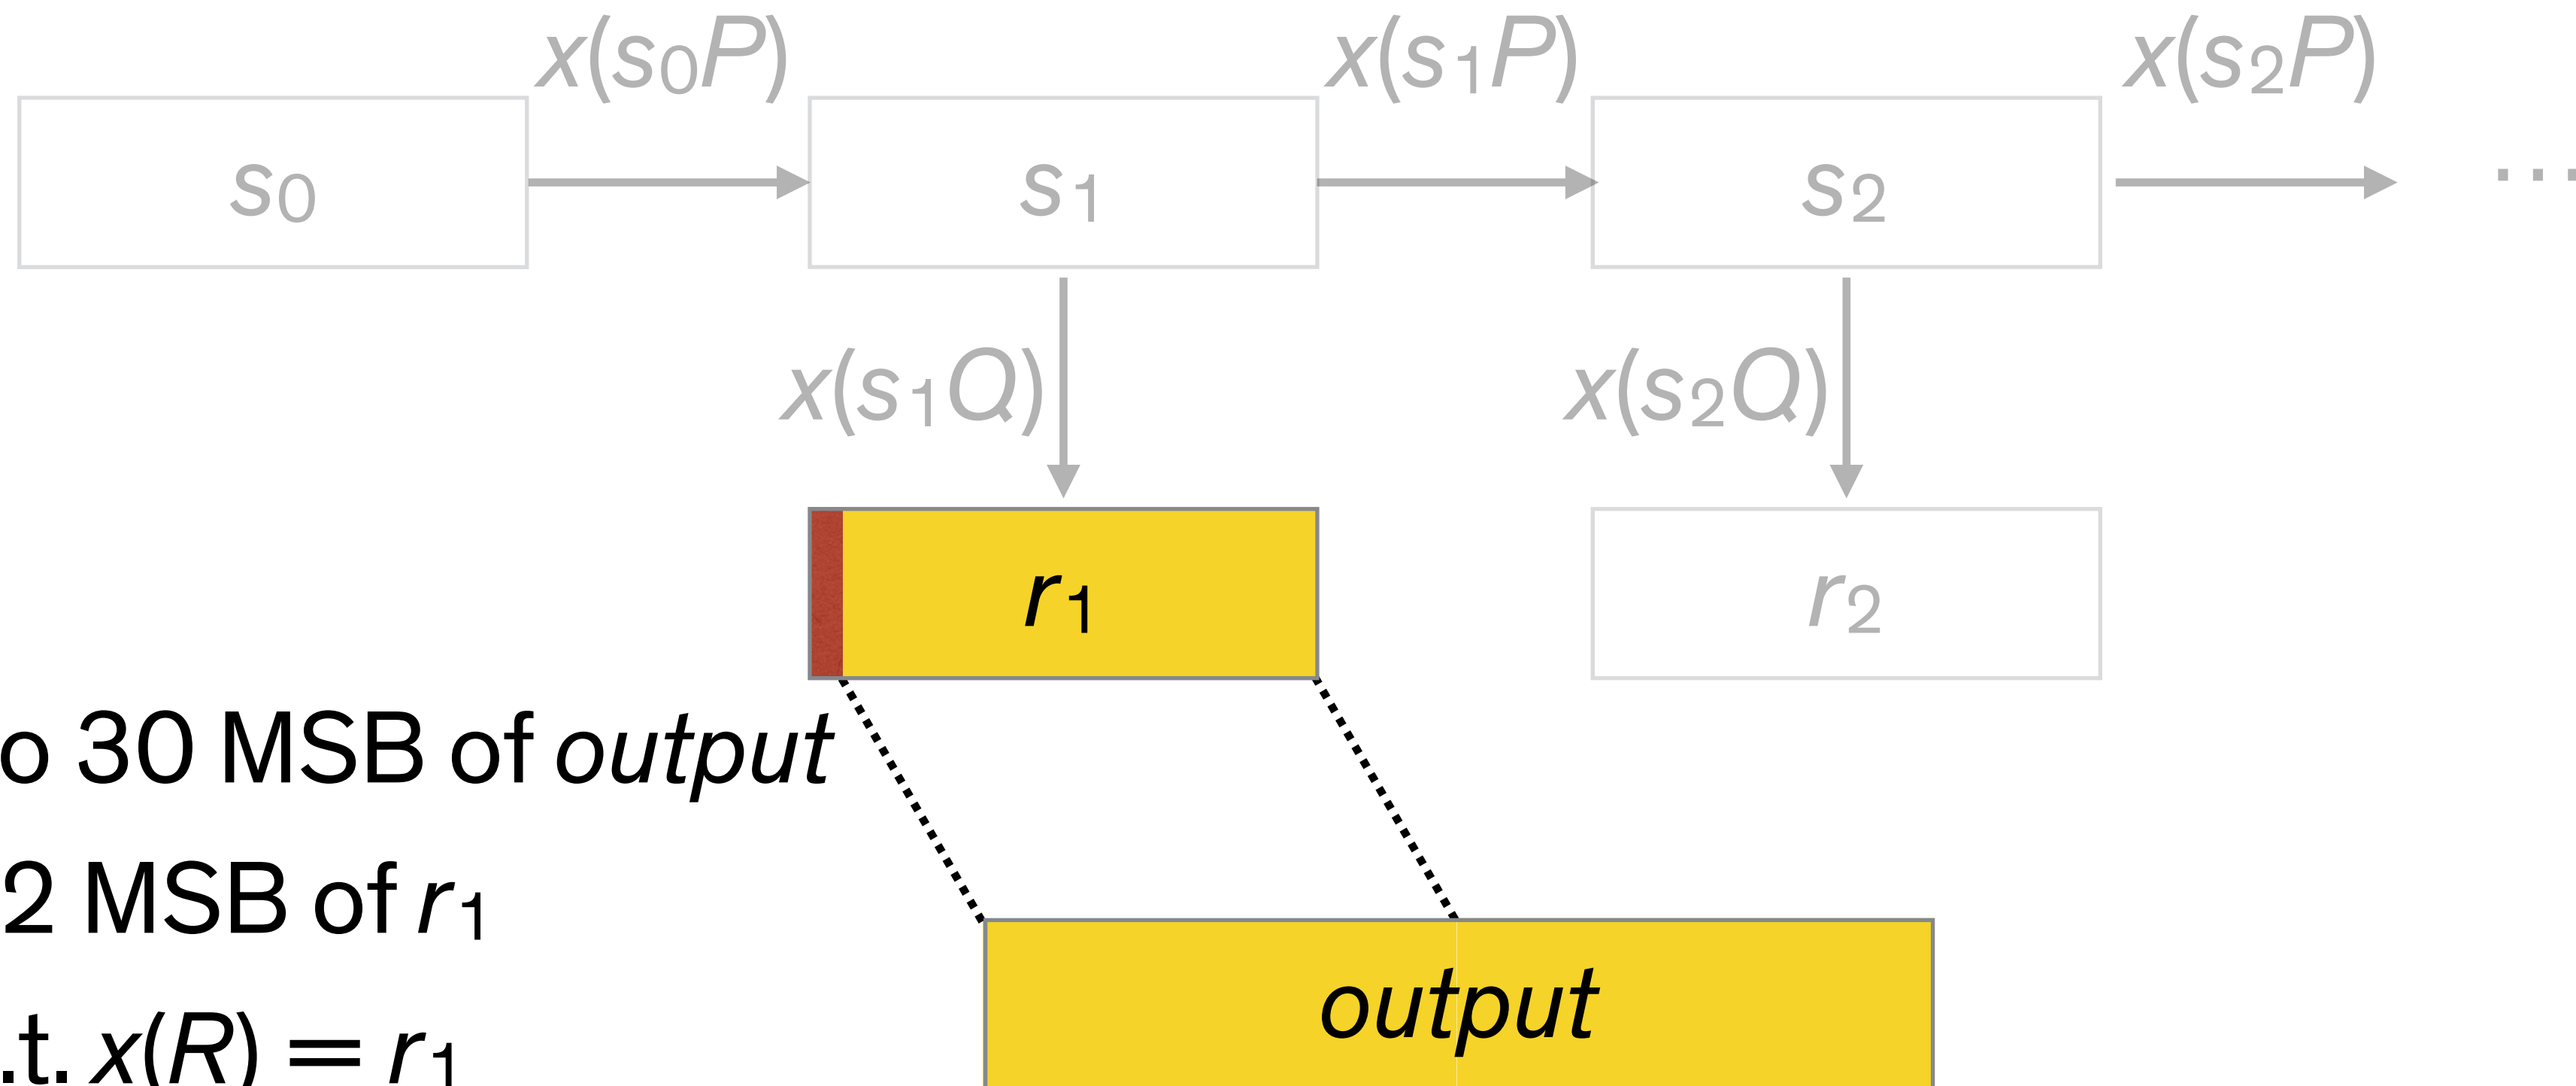 x(s₀P) x(s₁P) x(s₂P)
s₀ s₁ s₂ ...
x(s₁Q) x(s₂Q)
r₁ r₂
30 MSB of output
2 MSB of r₁
x(R) = r₁
output